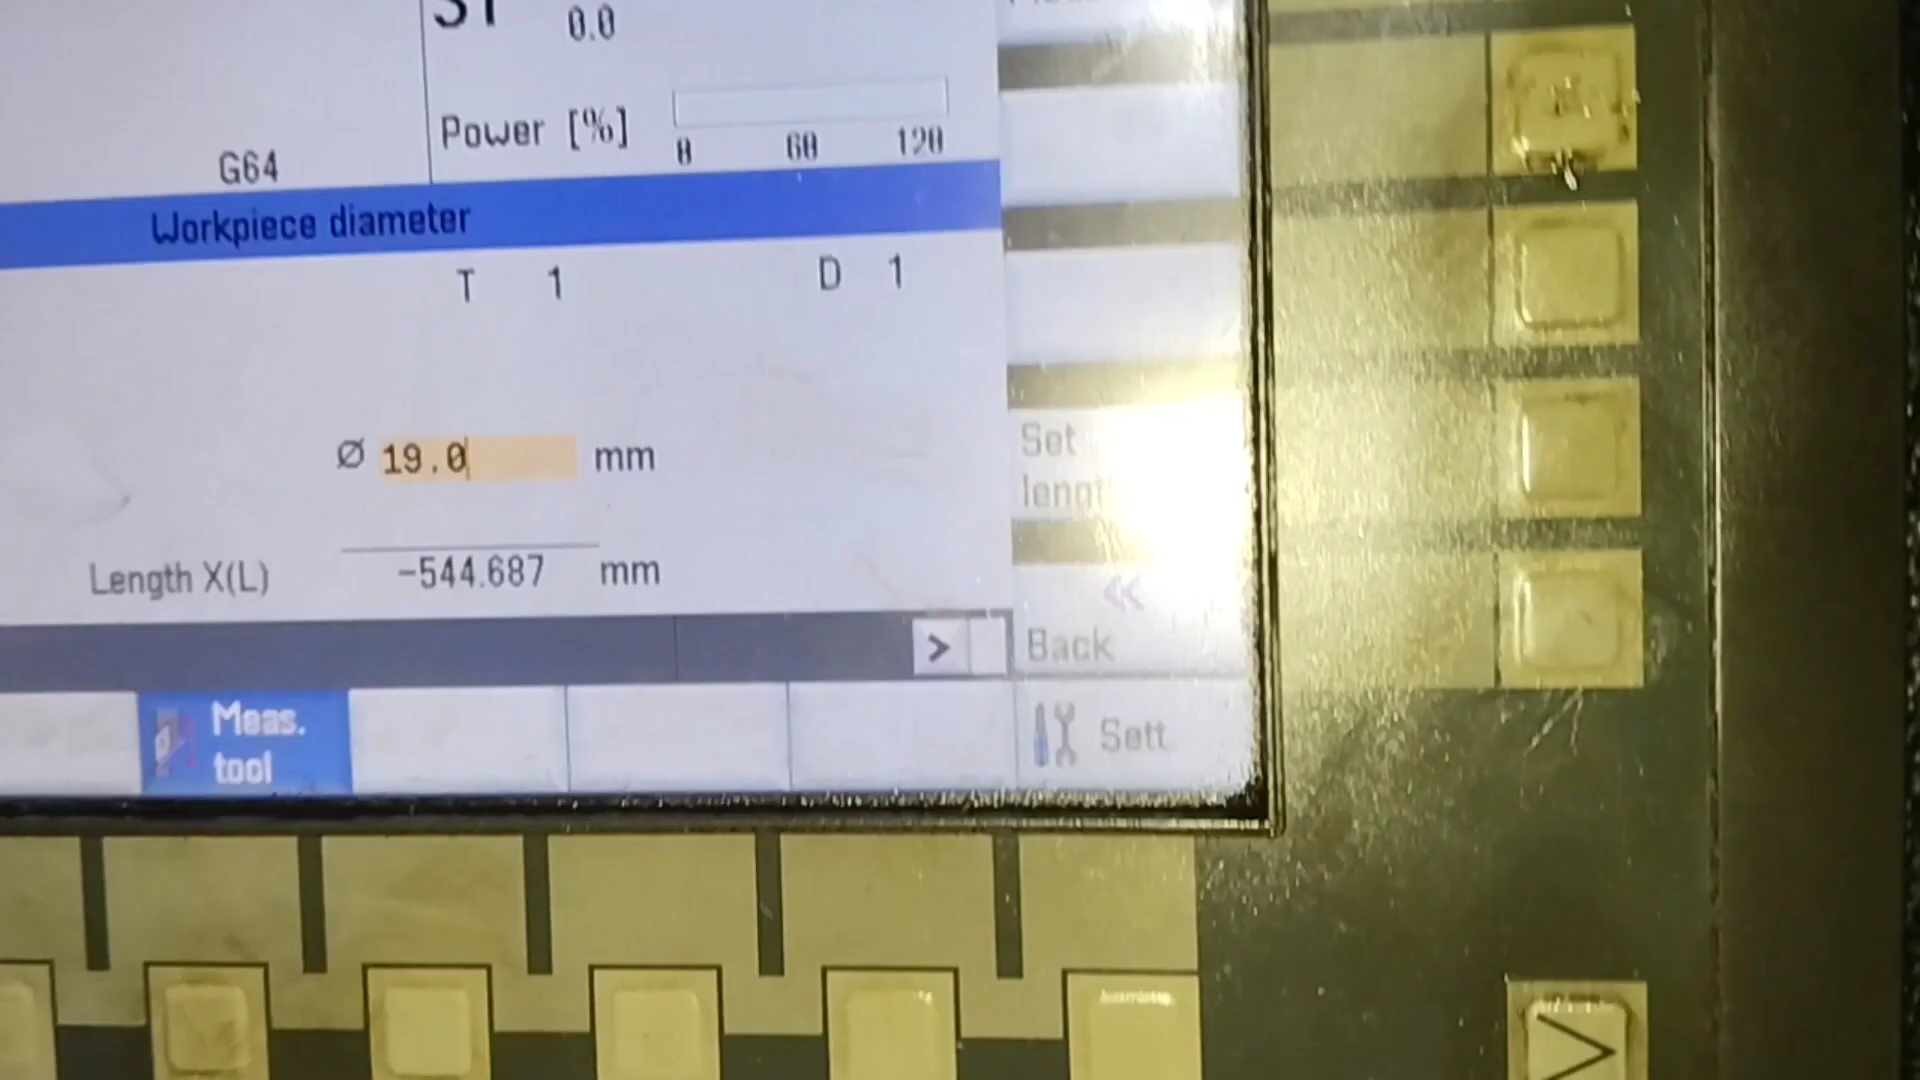 S1
0.0
Power [%]
0 60 120
G64
Workpiece diameter
T 1 D 1
Ø 19.0 mm
Set
Length X(L) -544.687 mm
«
Back
>
Meas.
tool
Sett